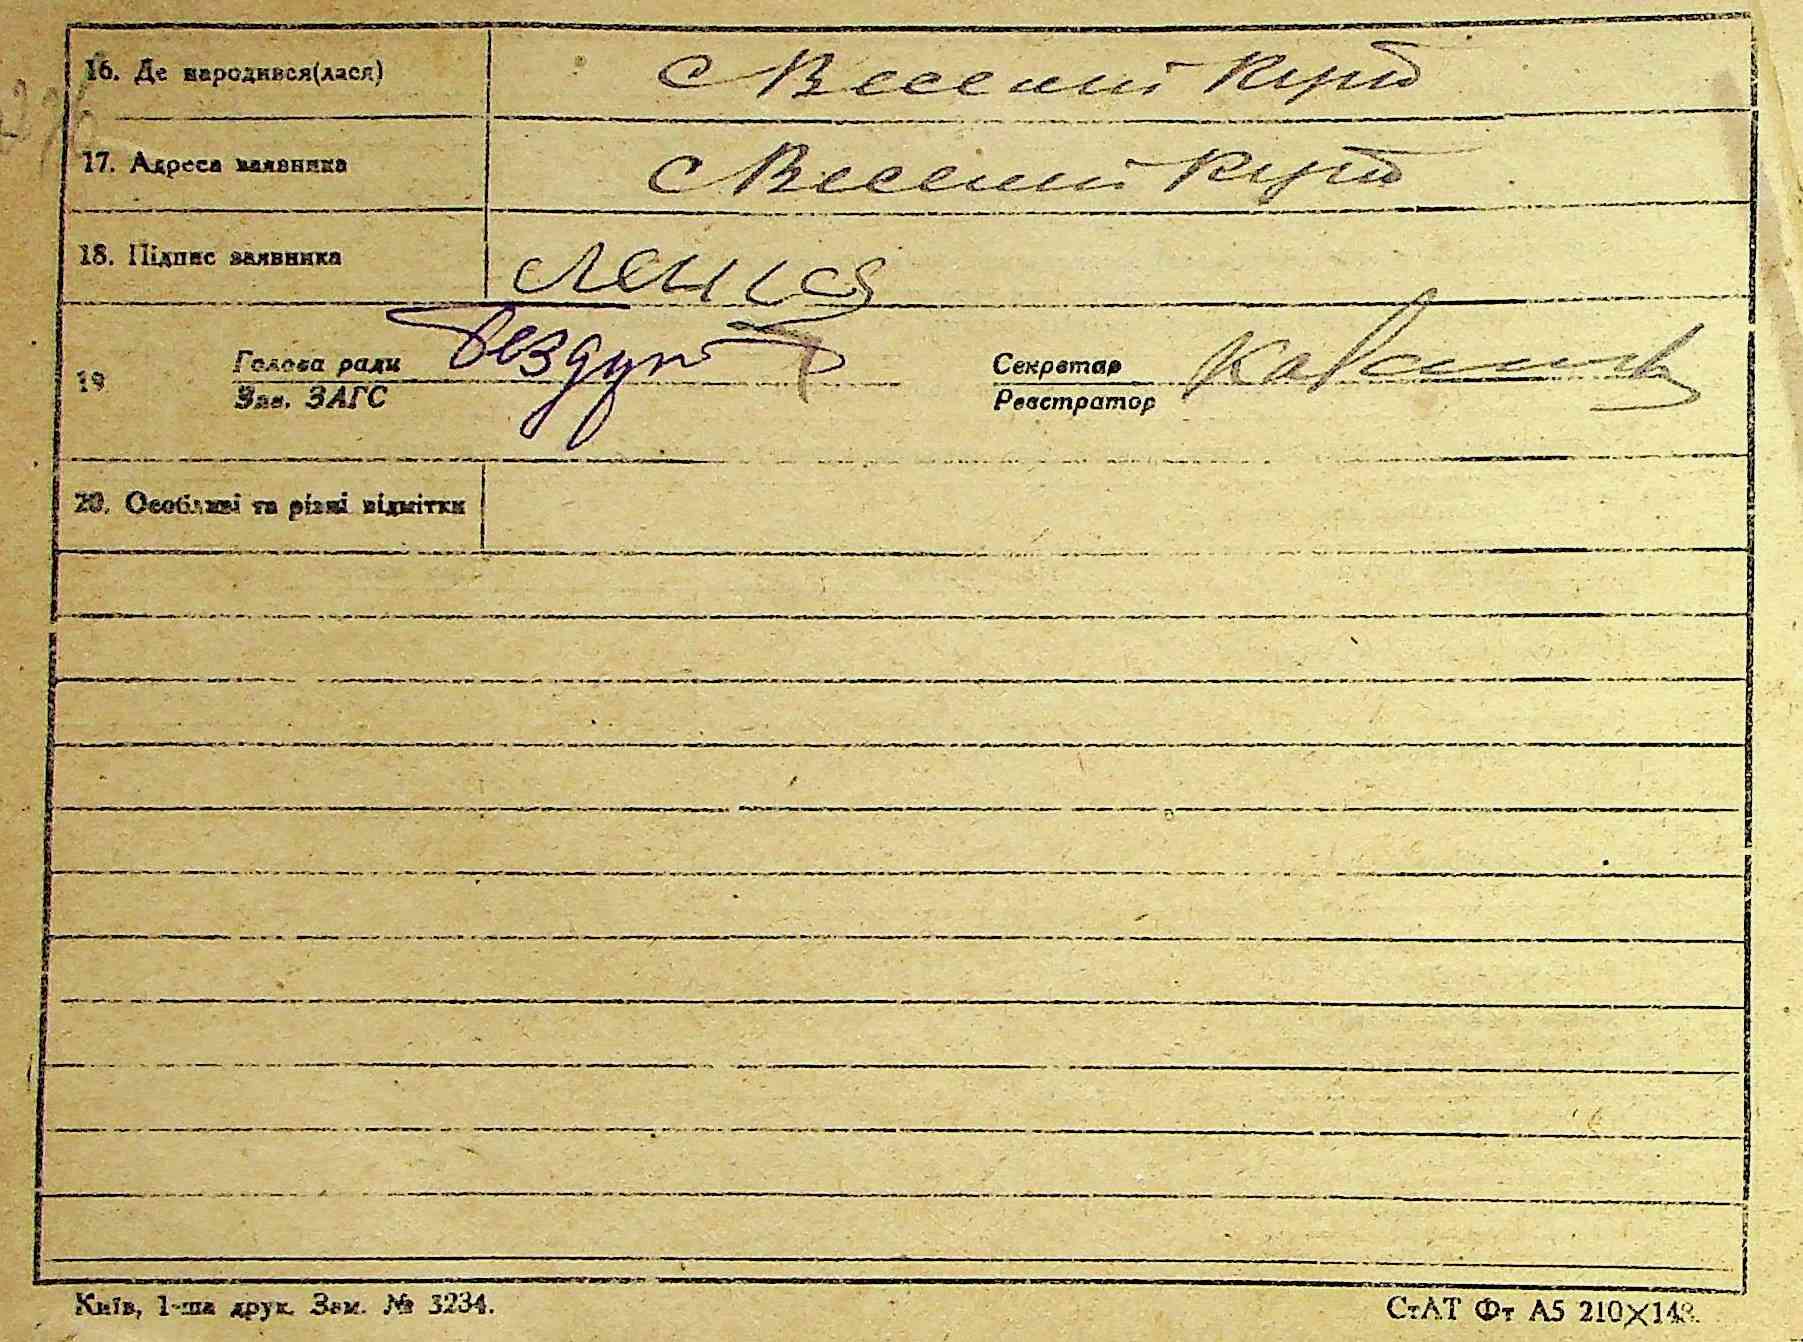 16. Де народився(лася) с Веселий Кут
17. Адреса заявника с Веселий Кут
18. Підпис заявника
19 Голова ради Бездуг Секретар
Зав. ЗАГС Реєстратор
20. Особливі та різні відмітки
Київ, 1-ша друк. Зам. № 3234. СтАТ Фт А5 210×148.